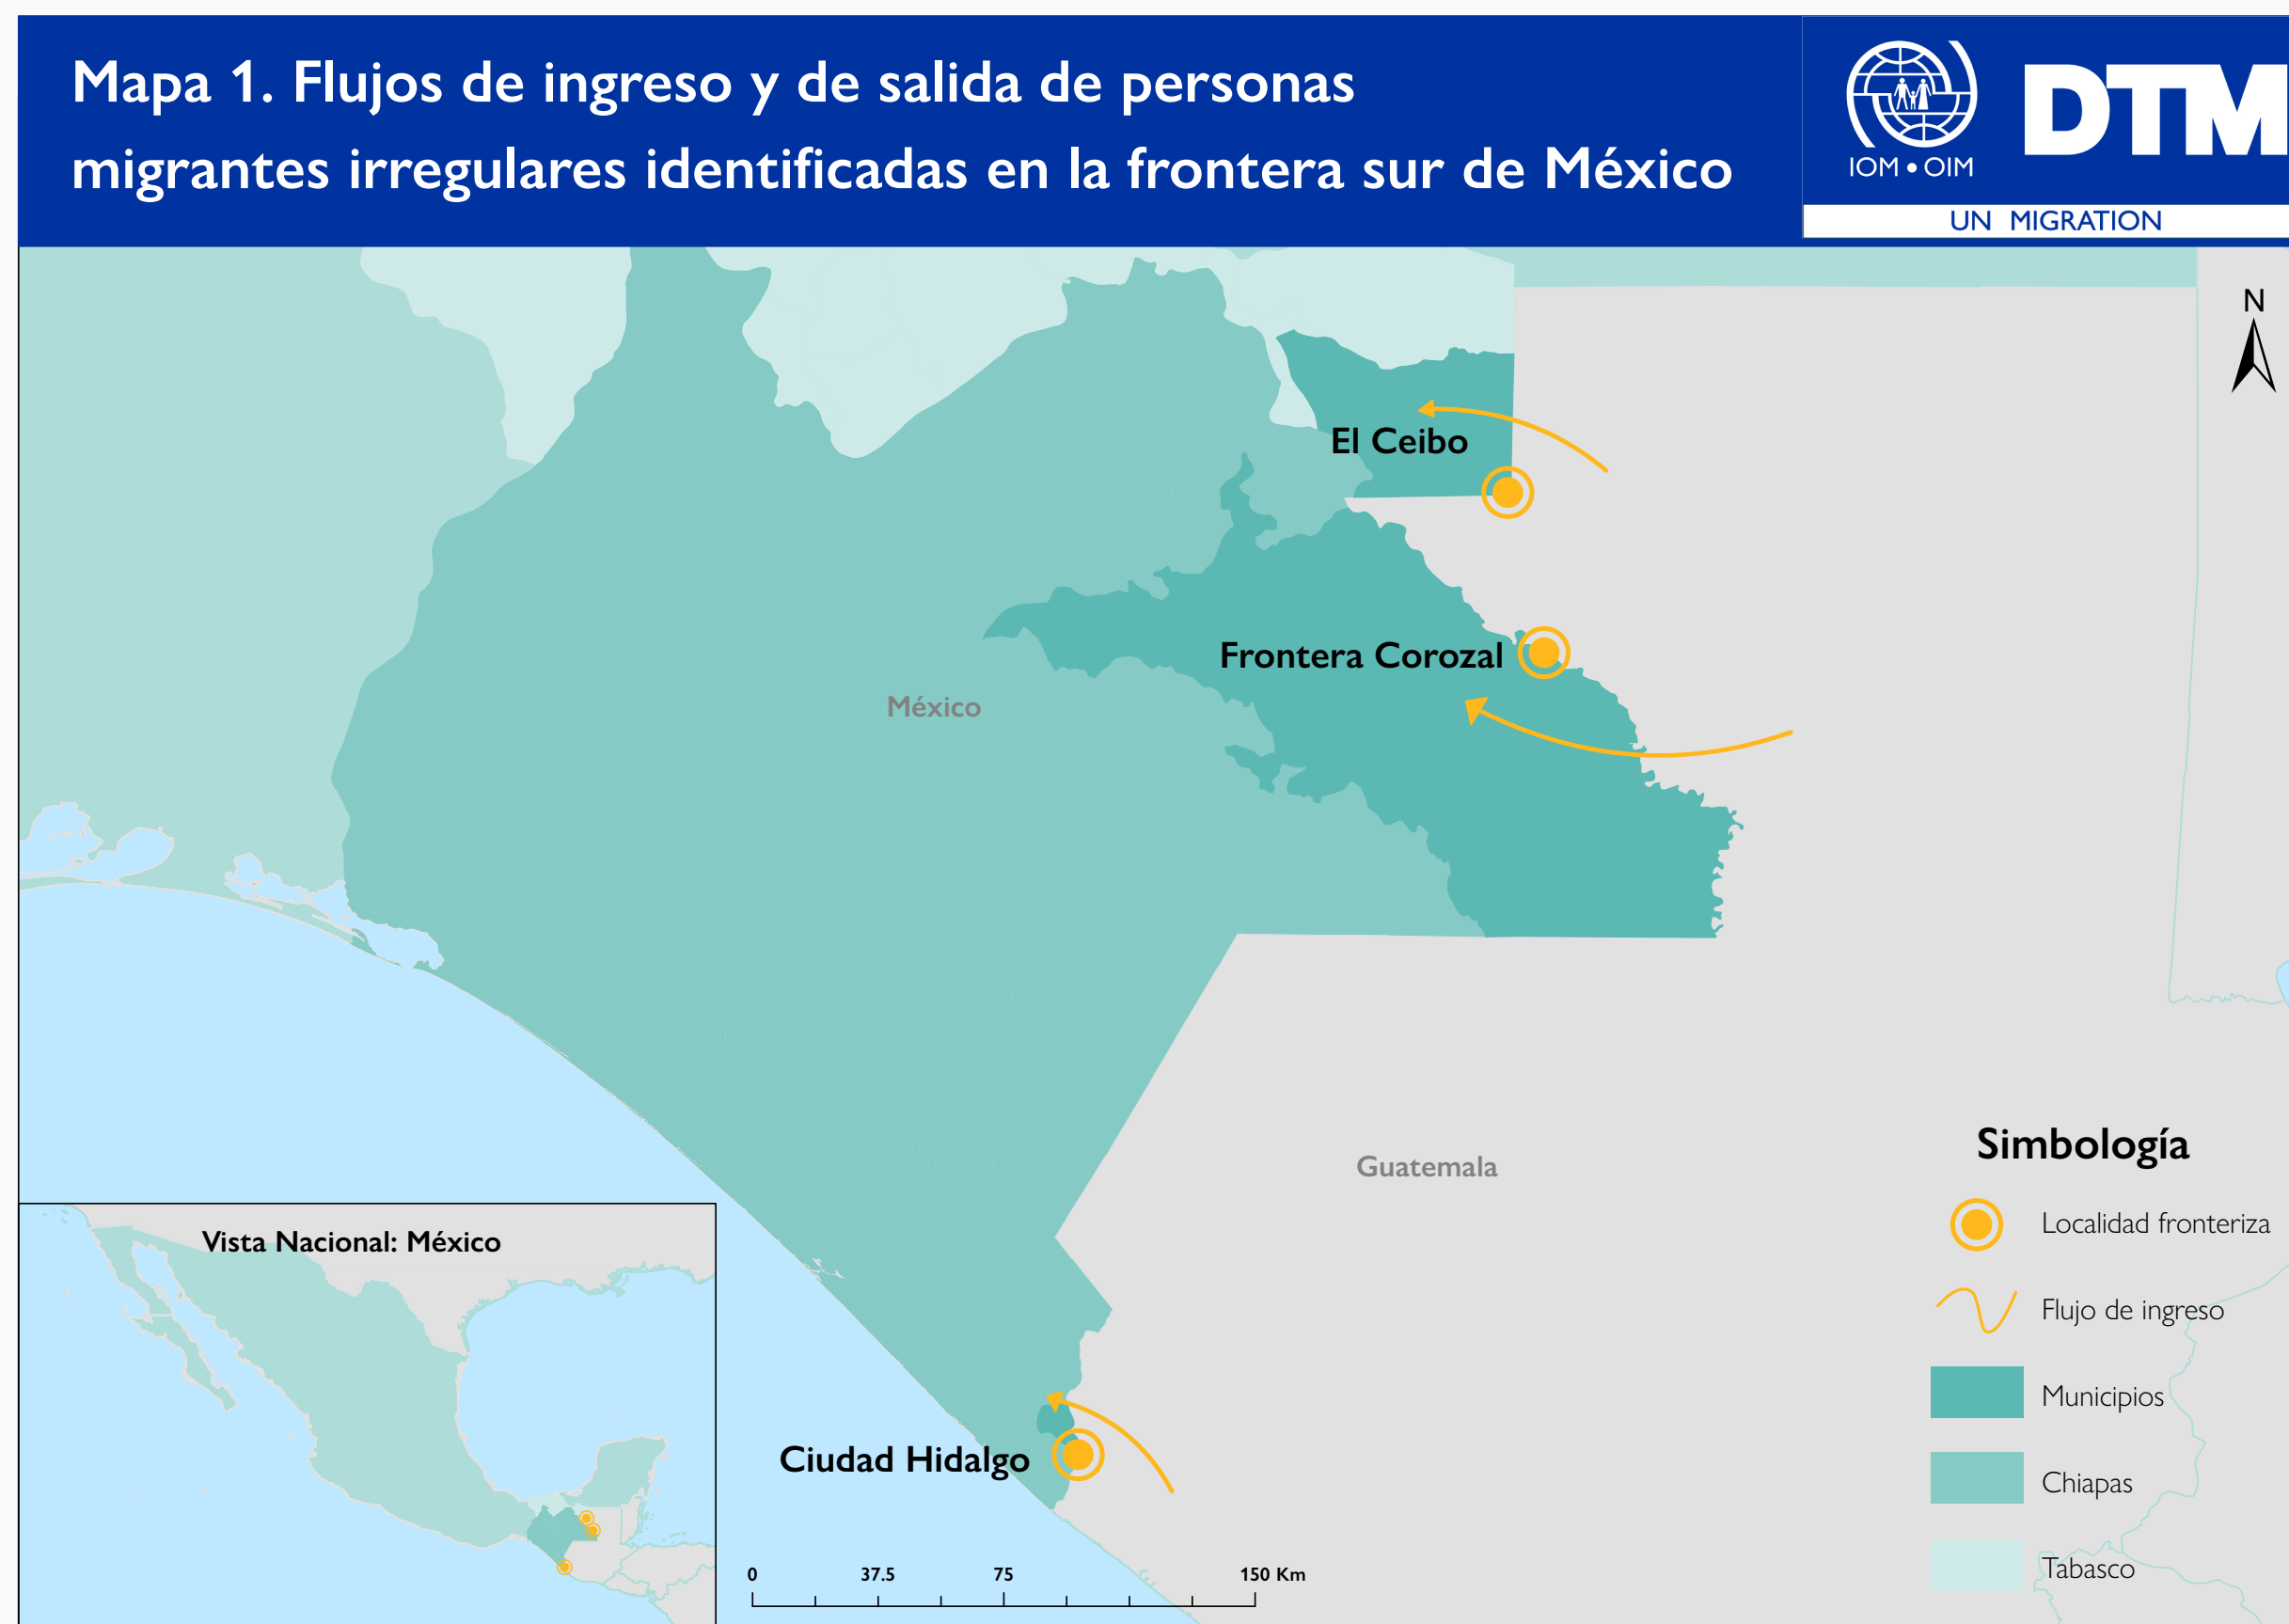 Mapa 1. Flujos de ingreso y de salida de personas
migrantes irregulares identificadas en la frontera sur de México
IOM • OIM
DTM
UN MIGRATION
N
El Ceibo
Frontera Corozal
México
Guatemala
Ciudad Hidalgo
Simbología
Localidad fronteriza
Flujo de ingreso
Municipios
Chiapas
Tabasco
Vista Nacional: México
0 37.5 75 150 Km